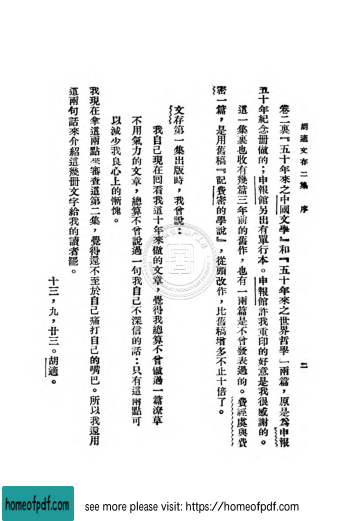 胡適文存二集 序
二
卷二裏『五十年來之中國文學』和『五十年來之世界哲學』兩篇，原是爲申報
五十年紀念册做的；申報館另出有單行本。申報館許我重印的好意是我很感謝的。
這一集裏也收有幾篇三年前的舊作，也有一兩篇是不曾發表過的。費經虞與費
密一篇，是用舊稿『記費密的學說』，從頭改作，比舊稿增多不止十倍了。
文存第一集出版時，我曾說：
我自己現在回看我這十年來做的文章，覺得我總算不曾做過一篇潦草
不用氣力的文章，總算不曾說過一句我自己不深信的話：只有這兩點可
以減少我良心上的慚愧。
我現在拿這兩點來審查這第二集，覺得還不至於自己痛打自己的嘴巴。所以我還用
這兩句話來介紹這幾册文字給我的讀者罷。
十三，九，廿三。胡適。
homeofpdf.com
see more please visit: https://homeofpdf.com